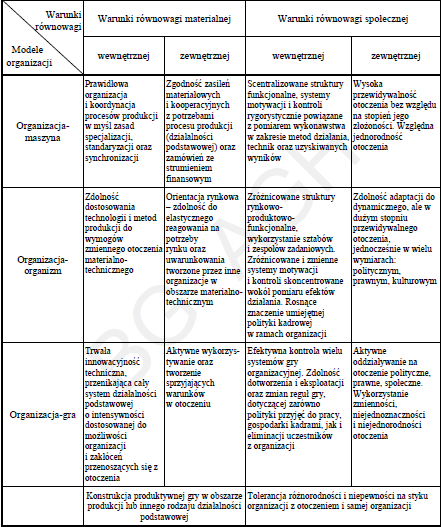 Warunki
równowagi
Modele
organizacji
Warunki równowagi materialnej
Warunki równowagi społecznej
wewnętrznej
zewnętrznej
wewnętrznej
zewnętrznej
Organizacja-
maszyna
Prawidłowa
organizacja
i koordynacja
procesów produkcji
w myśl zasad
specjalizacji,
standaryzacji oraz
synchronizacji
Zgodność zasileń
materiałowych
i kooperacyjnych
z potrzebami
procesu produkcji
(działalności
podstawowej) oraz
zamówień ze
strumieniem
finansowym
Scentralizowane struktury
funkcjonalne, systemy
motywacji i kontroli
rygorystycznie powiązane
z pomiarem wykonawstwa
w zakresie metod działania,
technik oraz uzyskiwanych
wyników
Wysoka
przewidywalność
otoczenia bez względu
na stopień jego
złożoności. Względna
jednorodność
otoczenia
Organizacja-
organizm
Zdolność
dostosowania
technologii i metod
produkcji do
wymogów
zmiennego otoczenia
materialno-
technicznego
Orientacja rynkowa
– zdolność do
elastycznego
reagowania na
potrzeby
rynku oraz
uwarunkowania
tworzone przez inne
organizacje w
obszarze materialno-
technicznym
Zróżnicowane struktury
rynkowo-
produktowo-
funkcjonalne,
wykorzystanie sztabów
i zespołów zadaniowych.
Zróżnicowane i zmienne
systemy motywacji
i kontroli skoncentrowane
wokół pomiaru efektów
działania. Rosnące
znaczenie umiejętnej
polityki kadrowej
w ramach organizacji
Zdolność adaptacji do
dynamicznego, ale w
dużym stopniu
przewidywalnego
otoczenia,
jednocześnie w wielu
wymiarach:
politycznym,
prawnym, kulturowym
Organizacja-gra
Trwała
innowacyjność
techniczna,
przenikająca cały
system działalności
podstawowej
o intensywności
dostosowanej do
możliwości
organizacji
i zakłóceń
przenoszących się z
otoczenia
Aktywne wykorzys-
tywanie oraz
tworzenie
sprzyjających
warunków
w otoczeniu
Efektywna kontrola wielu
systemów gry
organizacyjnej. Zdolność
dotworzenia i eksploatacji
oraz zmian reguł gry,
dotyczącej zarówno
polityki przyjęć do pracy,
gospodarki kadrami, jak i
eliminacji uczestników
z organizacji
Aktywne
oddziaływanie na
otoczenie polityczne,
prawne, społeczne.
Wykorzystanie
zmienności,
niejednoznaczności
i niejednorodności
otoczenia
Konstrukcja produktywnej gry w obszarze
produkcji lub innego rodzaju działalności
podstawowej
Tolerancja różnorodności i niepewności na styku
organizacji z otoczeniem i samej organizacji